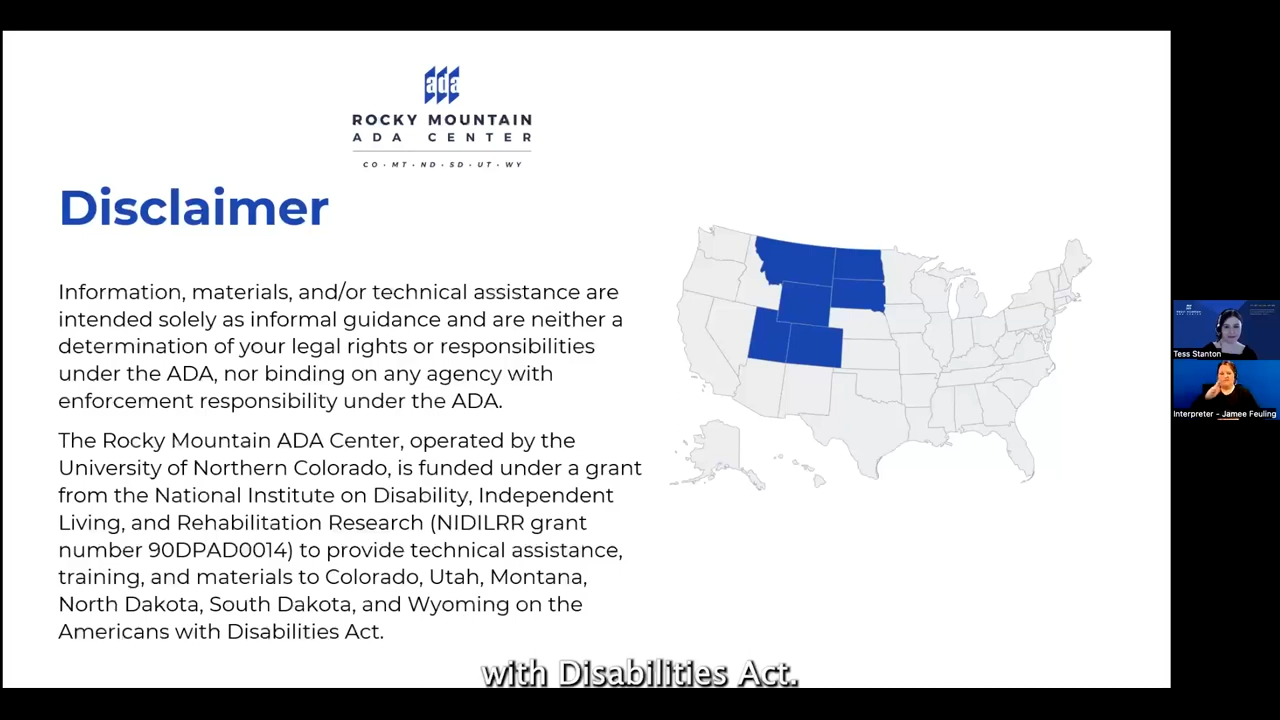 ada
ROCKY MOUNTAIN
ADA CENTER
CO · MT · ND · SD · UT · WY
Disclaimer
Information, materials, and/or technical assistance are
intended solely as informal guidance and are neither a
determination of your legal rights or responsibilities
under the ADA, nor binding on any agency with
enforcement responsibility under the ADA.
The Rocky Mountain ADA Center, operated by the
University of Northern Colorado, is funded under a grant
from the National Institute on Disability, Independent
Living, and Rehabilitation Research (NIDILRR grant
number 90DPAD0014) to provide technical assistance,
training, and materials to Colorado, Utah, Montana,
North Dakota, South Dakota, and Wyoming on the
Americans with Disabilities Act.
with Disabilities Act.
Tess Stanton
Interpreter - Jamee Feuling